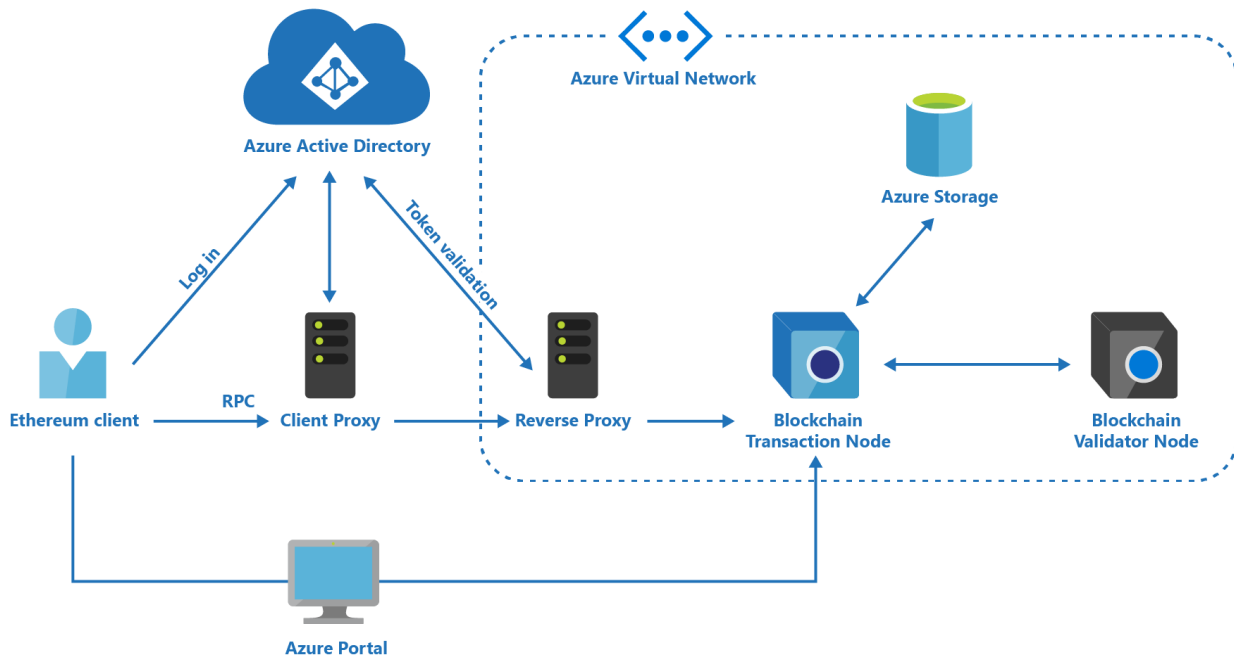 Azure Virtual Network
Azure Active Directory
Azure Storage
Log in
Token validation
RPC
Ethereum client
Client Proxy
Reverse Proxy
Blockchain
Transaction Node
Blockchain
Validator Node
Azure Portal